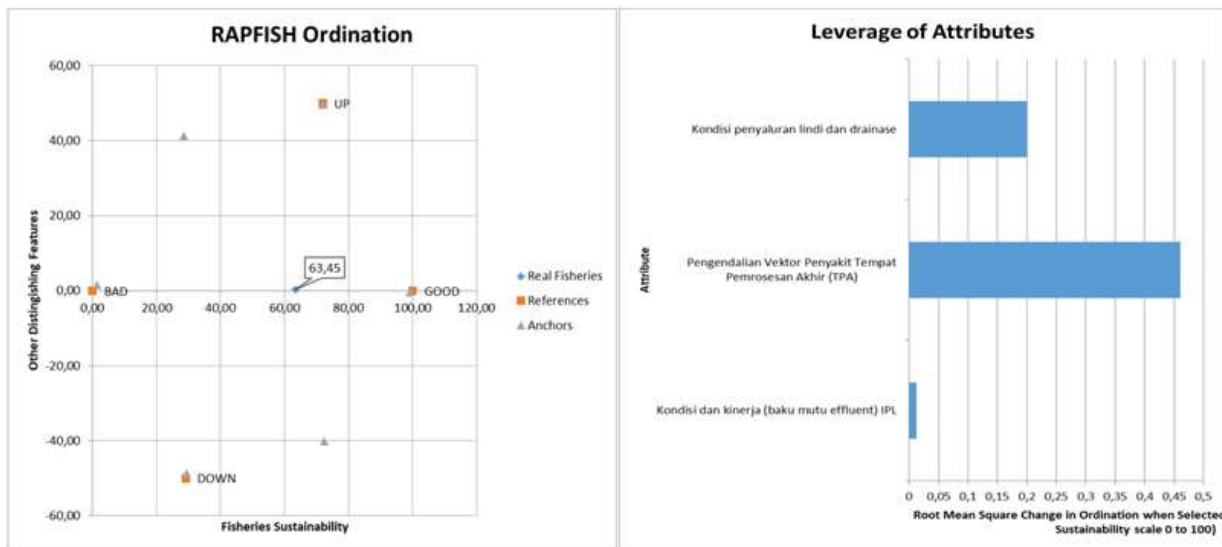 RAPFISH Ordination
60,00
40,00
20,00
0,00
-20,00
-40,00
-60,00
Other Distingishing Features
UP
63,45
BAD
GOOD
DOWN
0,00 20,00 40,00 60,00 80,00 100,00 120,00
Fisheries Sustainability
Real Fisheries
References
Anchors
Leverage of Attributes
Attribute
Kondisi penyaluran lindi dan drainase
Pengendalian Vektor Penyakit Tempat
Pemrosesan Akhir (TPA)
Kondisi dan kinerja (baku mutu effluent) IPL
0 0,05 0,1 0,15 0,2 0,25 0,3 0,35 0,4 0,45 0,5
Root Mean Square Change in Ordination when Selected
Sustainability scale 0 to 100)